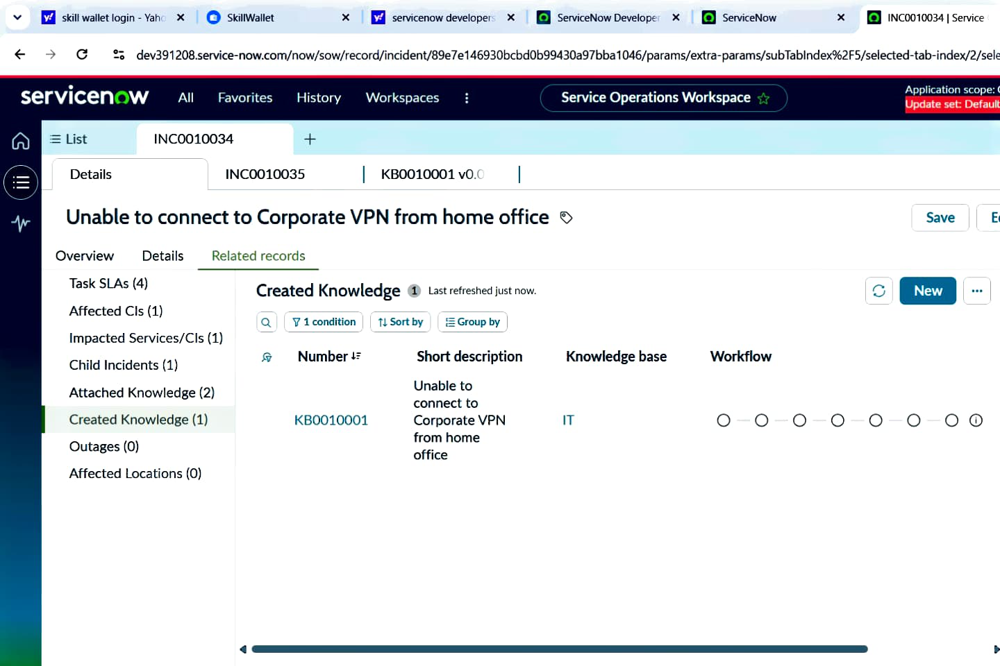 skill wallet login - Yaho
SkillWallet
servicenow developers
ServiceNow Developer
ServiceNow
INC0010034 | Service
dev391208.service-now.com/now/sow/record/incident/89e7e146930bcbd0b99430a97bba1046/params/extra-params/subTabIndex%2F5/selected-tab-index/2/sele
servicenow All Favorites History Workspaces Service Operations Workspace
Application scope:
Update set: Default
List INC0010034
Details INC0010035 KB0010001 v0.0
Unable to connect to Corporate VPN from home office
Save
Overview Details Related records
Task SLAs (4)
Affected CIs (1)
Impacted Services/CIs (1)
Child Incidents (1)
Attached Knowledge (2)
Created Knowledge (1)
Outages (0)
Affected Locations (0)
Created Knowledge 1 Last refreshed just now.
New
1 condition Sort by Group by
Number Short description Knowledge base Workflow
KB0010001
Unable to
connect to
Corporate VPN
from home
office
IT